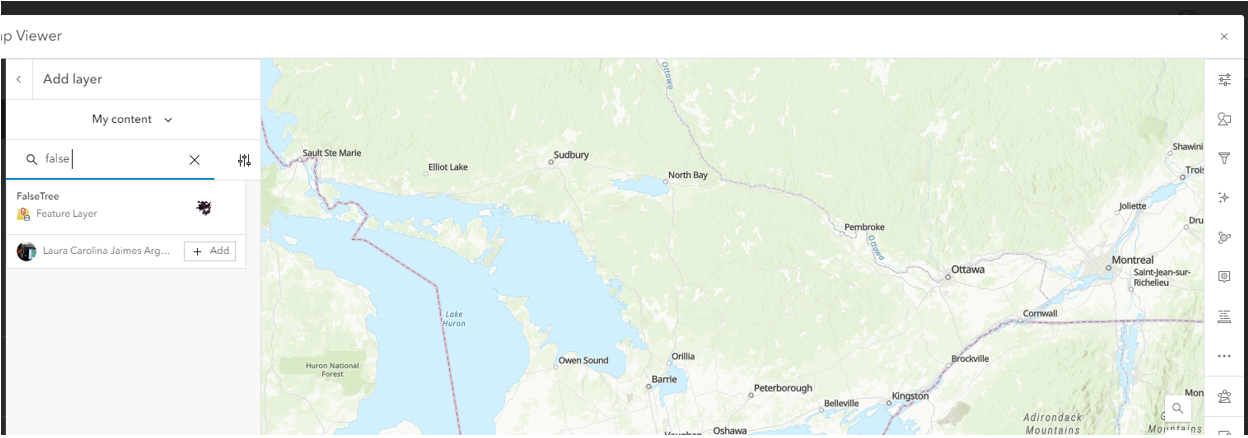 ap Viewer
Add layer
My content
false
FalseTree
Feature Layer
Laura Carolina Jaimes Arg...
Add
Ottawa
Sault Ste Marie
Elliot Lake
Sudbury
North Bay
Shawini
Trois
Joliette
Dru
Pembroke
Ottawa
Ottawa
Montreal
Saint-Jean-sur-
Richelieu
Lake
Huron
Cornwall
Huron National
Forest
Owen Sound
Orillia
Brockville
Barrie
Peterborough
Belleville
Kingston
Mon
Adirondack
Mountains
G
Mountains
Vaughan
Oshawa